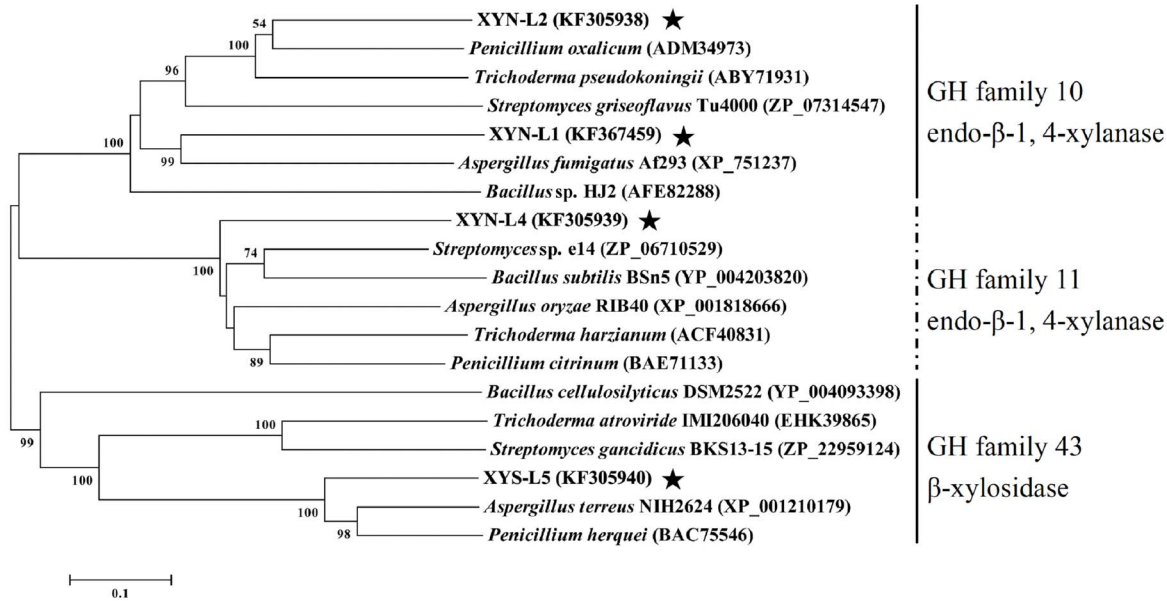 XYN-L2 (KF305938)
54
Penicillium oxalicum (ADM34973)
100
Trichoderma pseudokoningii (ABY71931)
96
Streptomyces griseoflavus Tu4000 (ZP_07314547)
XYN-L1 (KF367459)
100
99
Aspergillus fumigatus Af293 (XP_751237)
Bacillus sp. HJ2 (AFE82288)
GH family 10
endo-β-1, 4-xylanase
XYN-L4 (KF305939)
Streptomyces sp. e14 (ZP_06710529)
74
100
Bacillus subtilis BSn5 (YP_004203820)
Aspergillus oryzae RIB40 (XP_001818666)
Trichoderma harzianum (ACF40831)
89
Penicillium citrinum (BAE71133)
GH family 11
endo-β-1, 4-xylanase
Bacillus cellulosilyticus DSM2522 (YP_004093398)
Trichoderma atroviride IMI206040 (EHK39865)
99
100
Streptomyces gancidicus BKS13-15 (ZP_22959124)
100
XYS-L5 (KF305940)
100
Aspergillus terreus NIH2624 (XP_001210179)
98
Penicillium herquei (BAC75546)
GH family 43
β-xylosidase
0.1